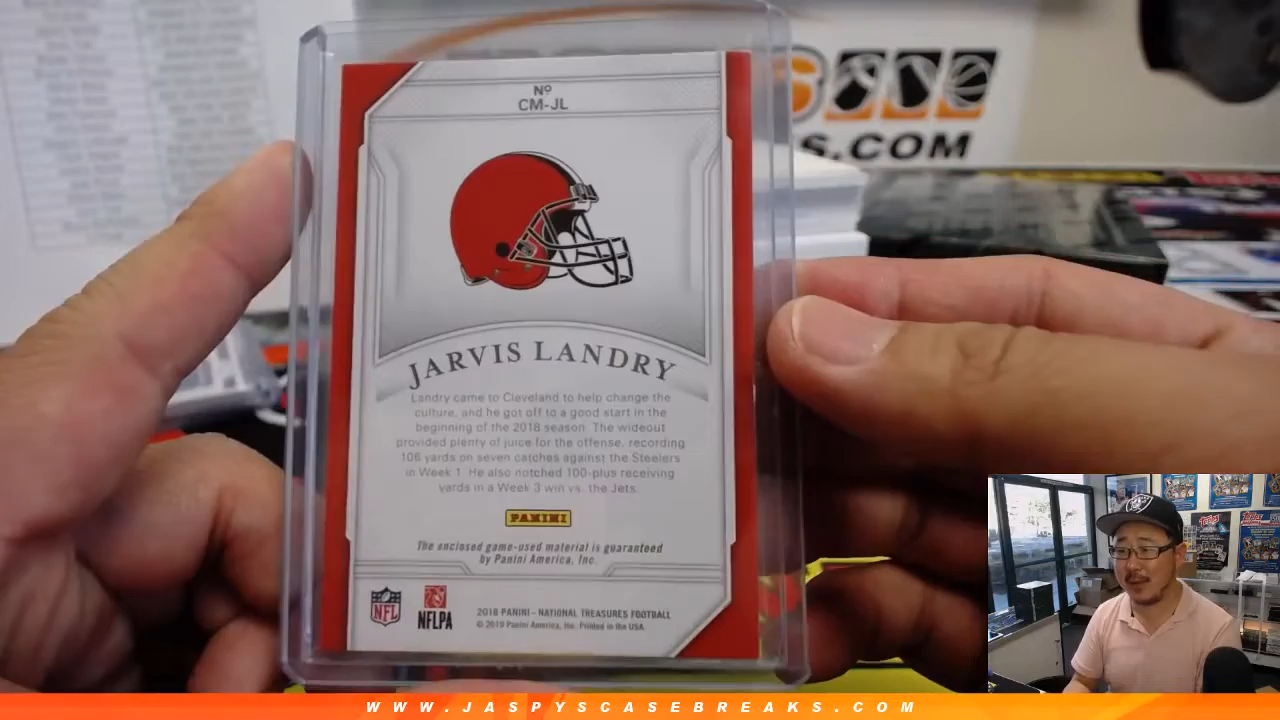 .COM
S
S.COM
Nº
CM-JL
JARVIS LANDRY
Landry came to Cleveland to help change the
culture, and he got off to a good start in the
beginning of the 2018 season. The wideout
provided plenty of juice for the offense, recording
106 yards on seven catches against the Steelers
in Week 1. He also notched 100-plus receiving
yards in a Week 3 win vs. the Jets.
PANINI
The enclosed game-used material is guaranteed
by Panini America, Inc.
NFL
NFLPA
2018 PANINI – NATIONAL TREASURES FOOTBALL
© 2019 Panini America, Inc. Printed in the USA.
Topps
Topps
WWW.JASPYSCASEBREAKS.COM